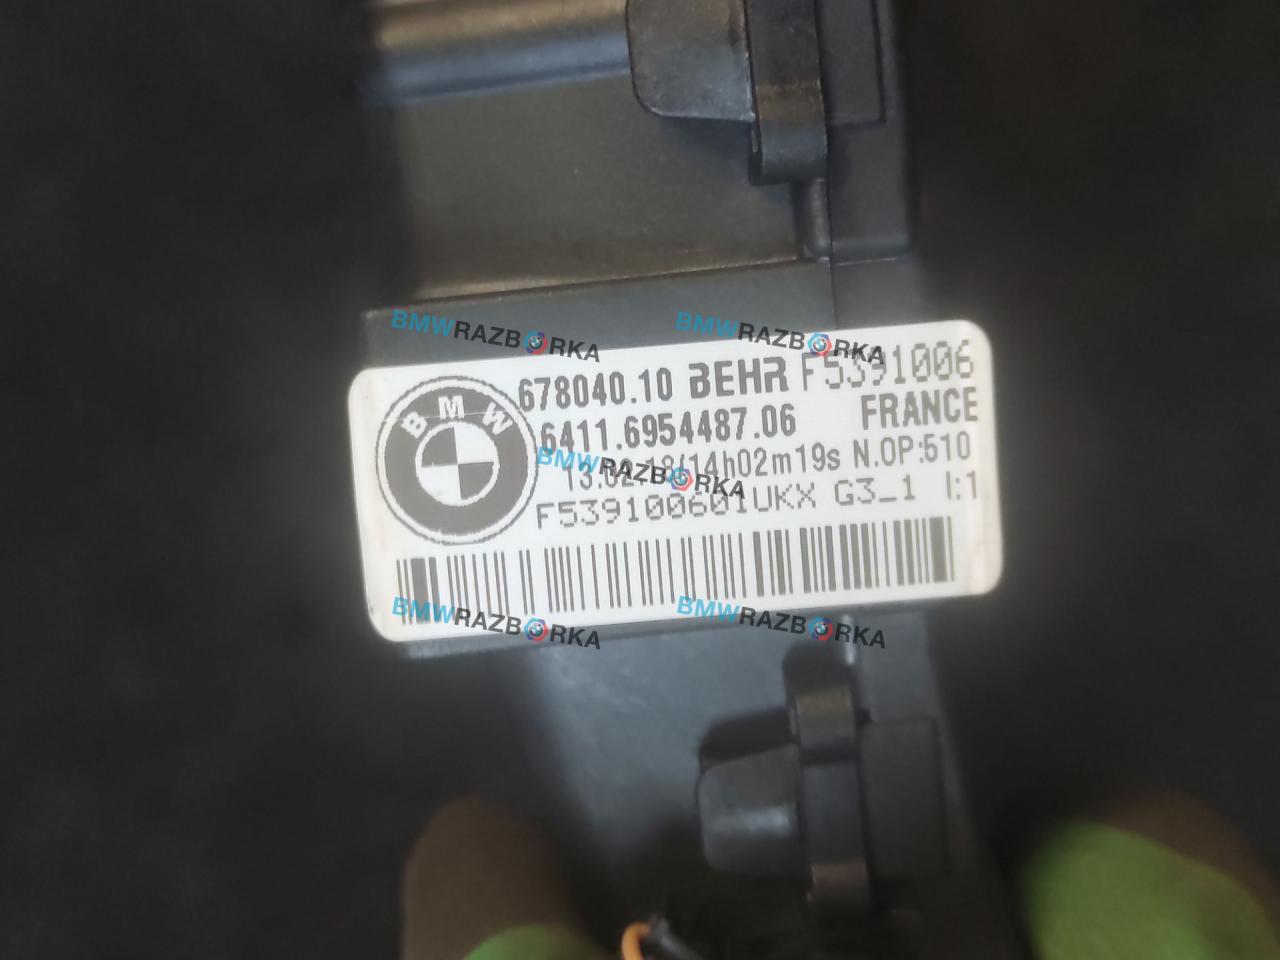 BMWRAZBORKA BMWRAZBORKA
678040.10 BEHR F5391006
BMW
6411.6954487.06 FRANCE
14h02m19s N.OP:510
BMWRAZBORKA
F539100601UKX G3_1 I:1
BMWRAZBORKA BMWRAZBORKA